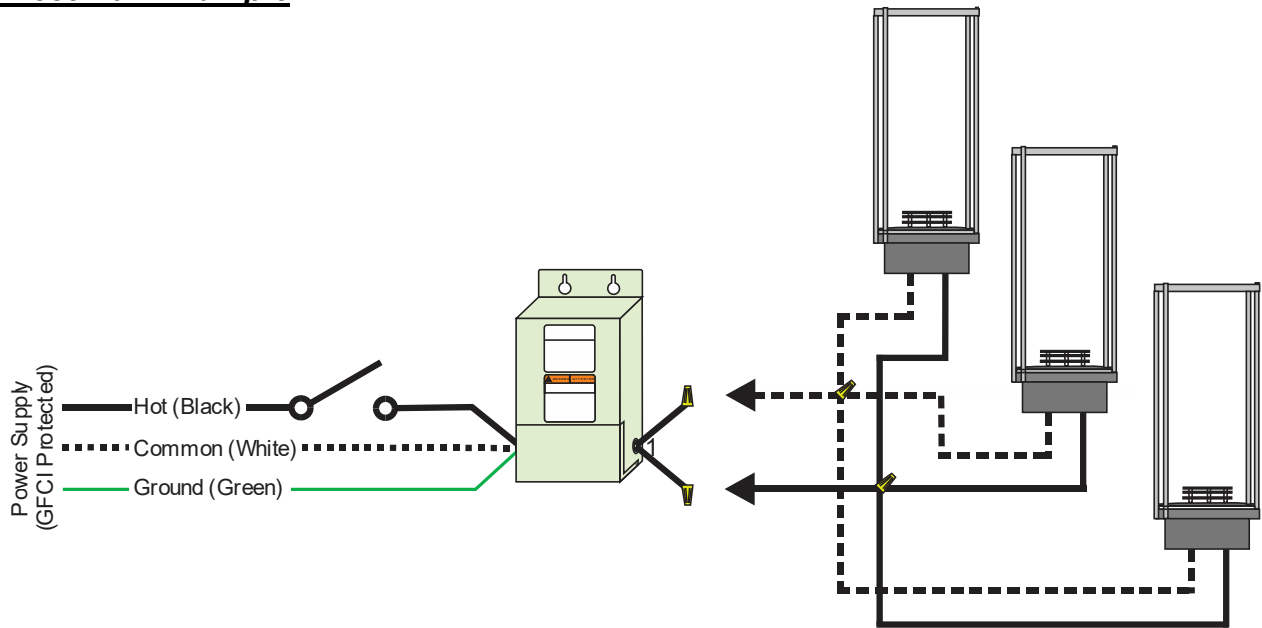 Power Supply
(GFCI Protected)
Hot (Black)
Common (White)
Ground (Green)